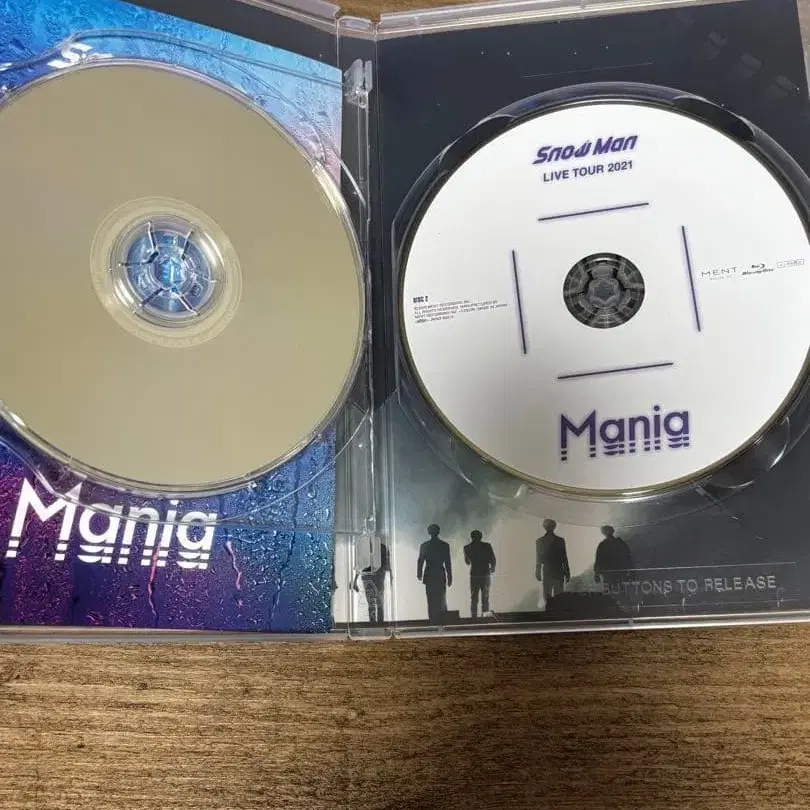 Mania
Snow Man
LIVE TOUR 2021
DISC 2
MENT
Blu-ray Disc
Mania
BUTTONS TO RELEASE